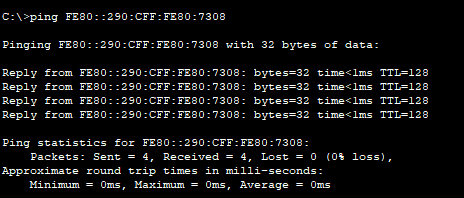 C:\>ping FE80::290:CFF:FE80:7308
Pinging FE80::290:CFF:FE80:7308 with 32 bytes of data:
Reply from FE80::290:CFF:FE80:7308: bytes=32 time<1ms TTL=128
Reply from FE80::290:CFF:FE80:7308: bytes=32 time<1ms TTL=128
Reply from FE80::290:CFF:FE80:7308: bytes=32 time<1ms TTL=128
Reply from FE80::290:CFF:FE80:7308: bytes=32 time<1ms TTL=128
Ping statistics for FE80::290:CFF:FE80:7308:
Packets: Sent = 4, Received = 4, Lost = 0 (0% loss),
Approximate round trip times in milli-seconds:
Minimum = 0ms, Maximum = 0ms, Average = 0ms